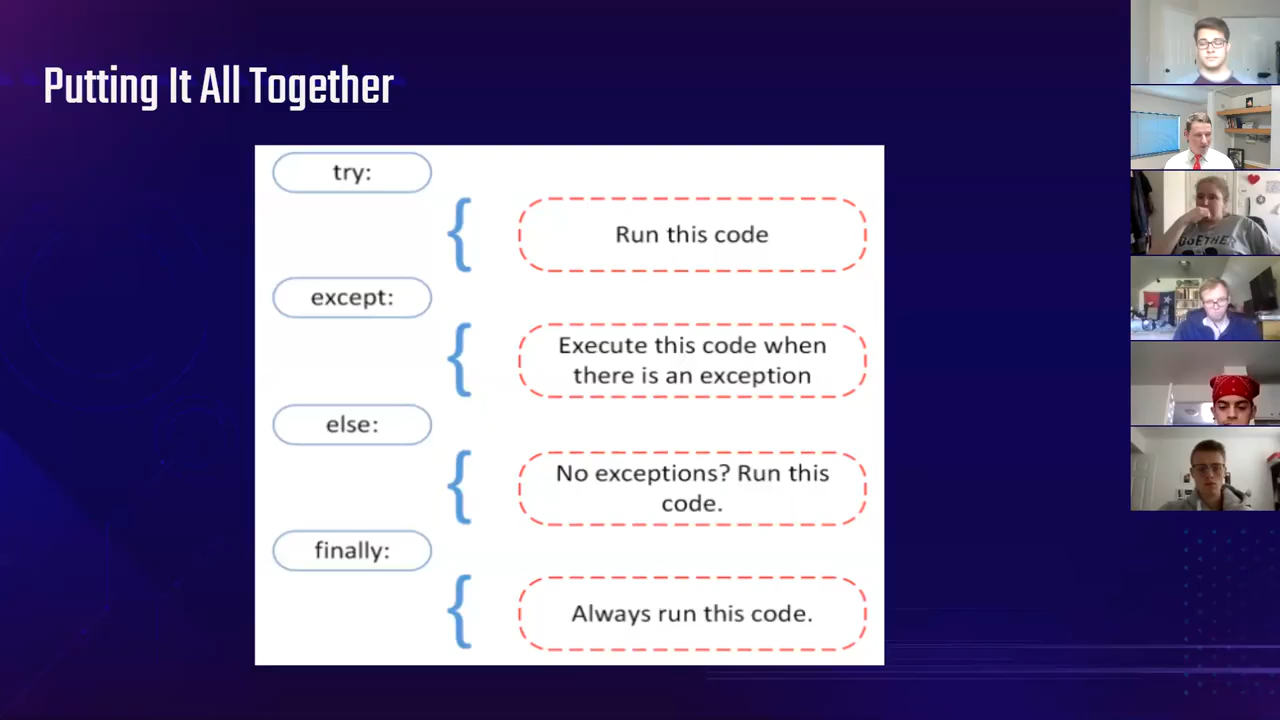 Putting It All Together
try:
Run this code
except:
Execute this code when
there is an exception
else:
No exceptions? Run this
code.
finally:
Always run this code.